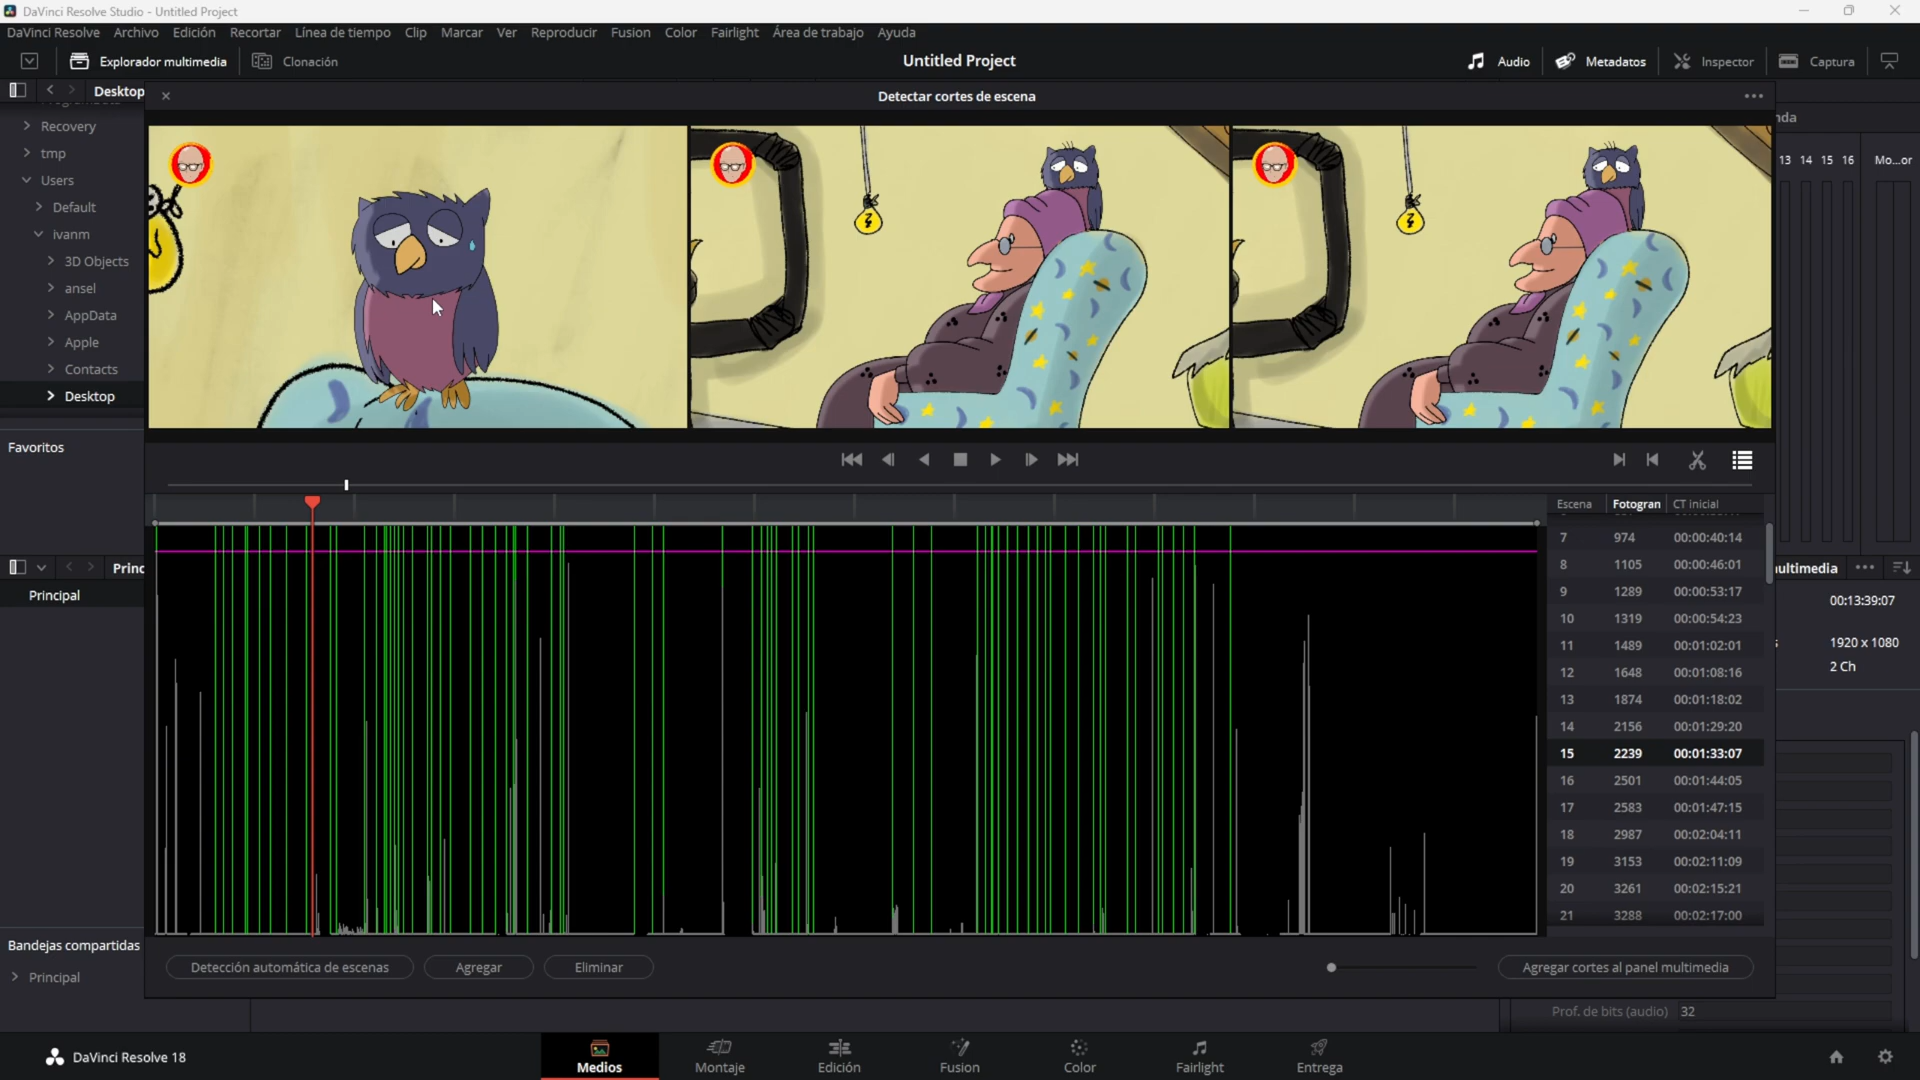 DaVinci Resolve Studio - Untitled Project
DaVinci Resolve Archivo Edición Recortar Línea de tiempo Clip Marcar Ver Reproducir Fusion Color Fairlight Área de trabajo Ayuda
Explorador multimedia Clonación Untitled Project Audio Metadatos Inspector Captura
Desktop Detectar cortes de escena
Recovery
tmp
Users
Default
ivanm
3D Objects
ansel
AppData
Apple
Contacts
Desktop
Favoritos
13 14 15 16 Mo...or
Escena Fotogran CT inicial
7 974 00:00:40:14
8 1105 00:00:46:01
9 1289 00:00:53:17
10 1319 00:00:54:23
11 1489 00:01:02:01
12 1648 00:01:08:16
13 1874 00:01:18:02
14 2156 00:01:29:20
15 2239 00:01:33:07
16 2501 00:01:44:05
17 2583 00:01:47:15
18 2987 00:02:04:11
19 3153 00:02:11:09
20 3261 00:02:15:21
21 3288 00:02:17:00
Princ
Principal
ultimedia
00:13:39:07
1920 x 1080
2 Ch
Bandejas compartidas
Principal
Detección automática de escenas Agregar Eliminar Agregar cortes al panel multimedia
Prof. de bits (audio) 32
DaVinci Resolve 18
Medios Montaje Edición Fusion Color Fairlight Entrega